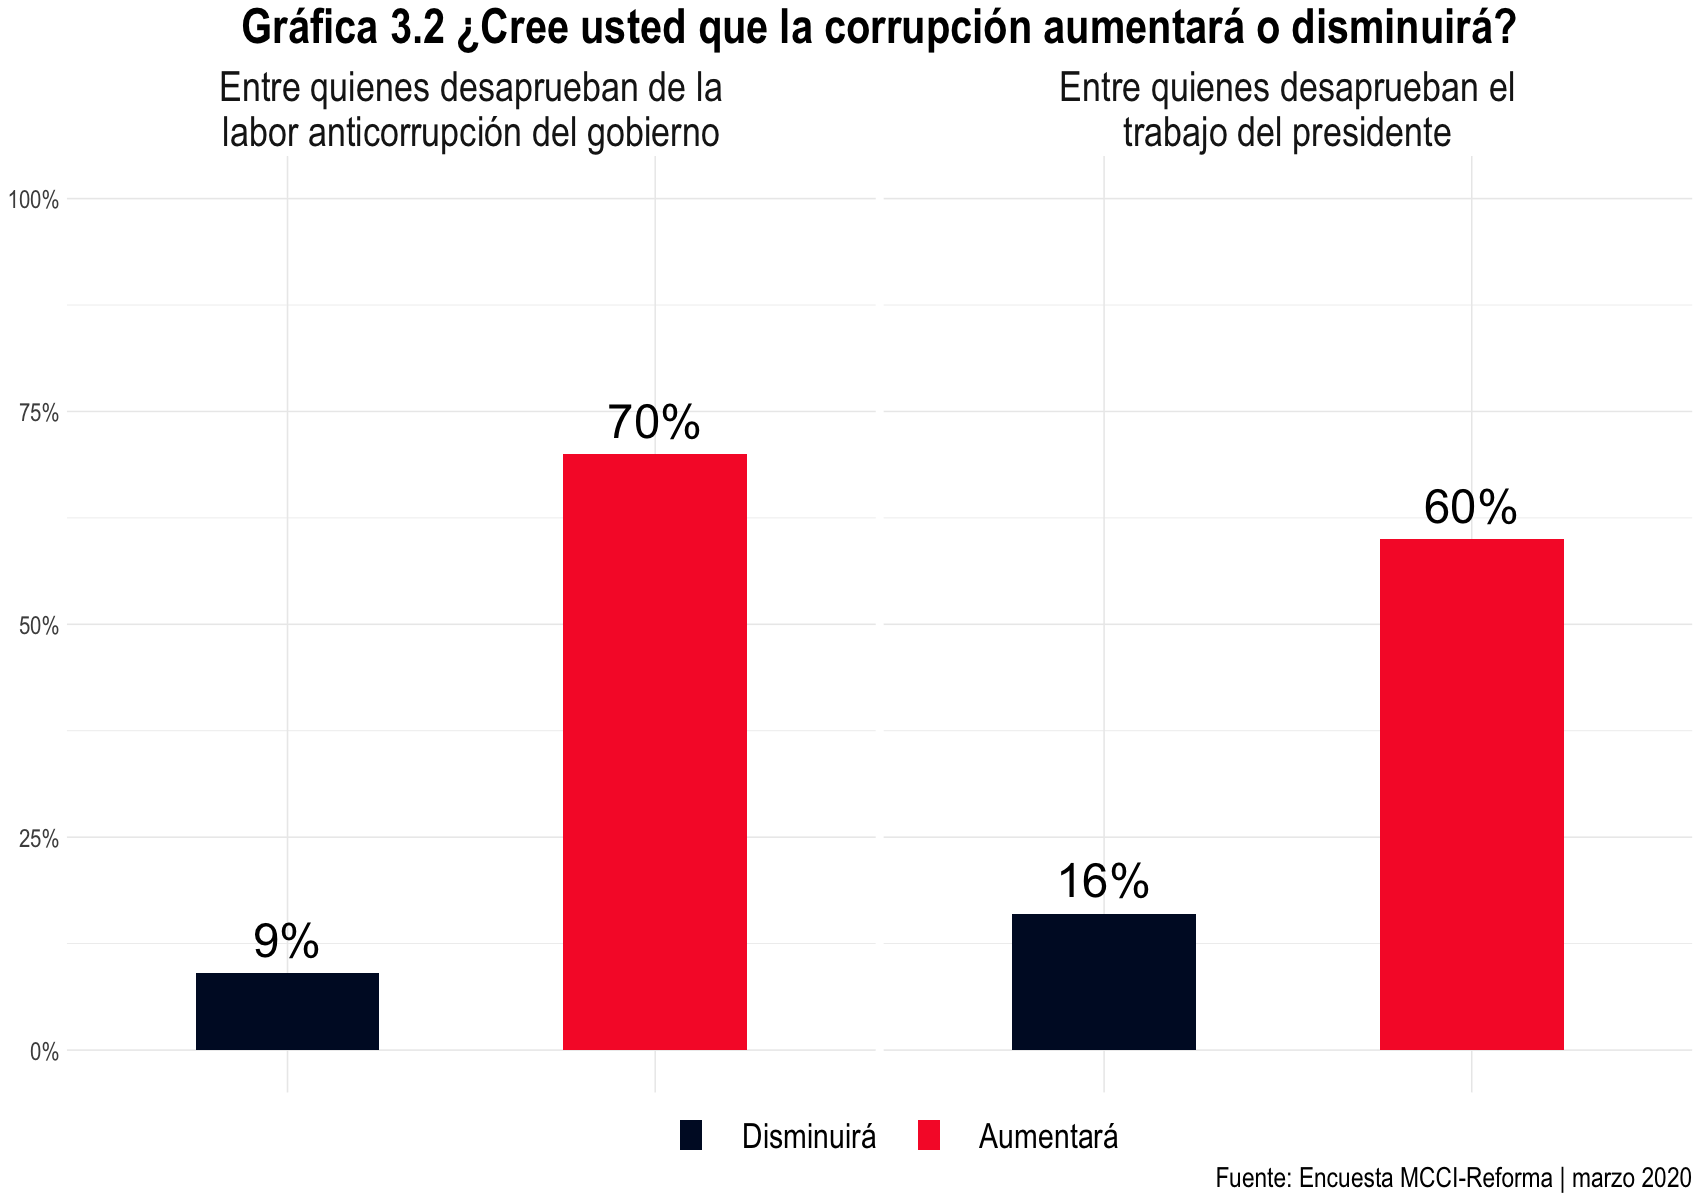 Gráfica 3.2 ¿Cree usted que la corrupción aumentará o disminuirá?
Entre quienes desaprueban de la
labor anticorrupción del gobierno
Entre quienes desaprueban el
trabajo del presidente
100%
75%
50%
25%
0%
9%
70%
16%
60%
Disminuirá
Aumentará
Fuente: Encuesta MCCI-Reforma | marzo 2020